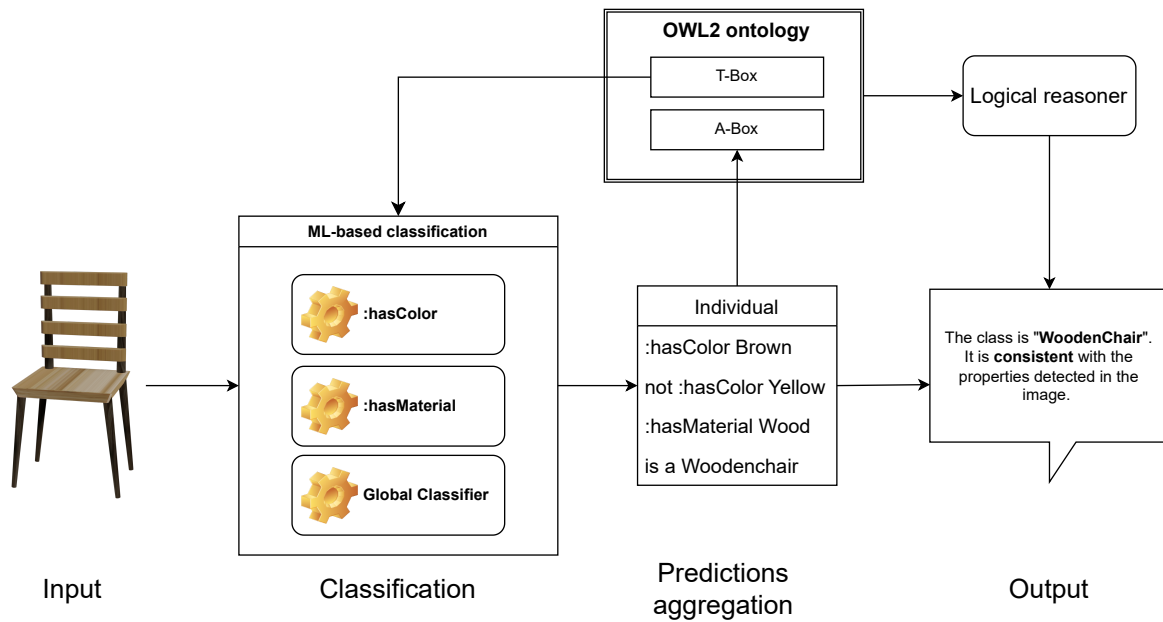 OWL2 ontology
T-Box
A-Box
Logical reasoner
ML-based classification
:hasColor
:hasMaterial
Global Classifier
Individual
:hasColor Brown
not :hasColor Yellow
:hasMaterial Wood
is a Woodenchair
The class is "WoodenChair".
It is consistent with the
properties detected in the
image.
Input
Classification
Predictions
aggregation
Output